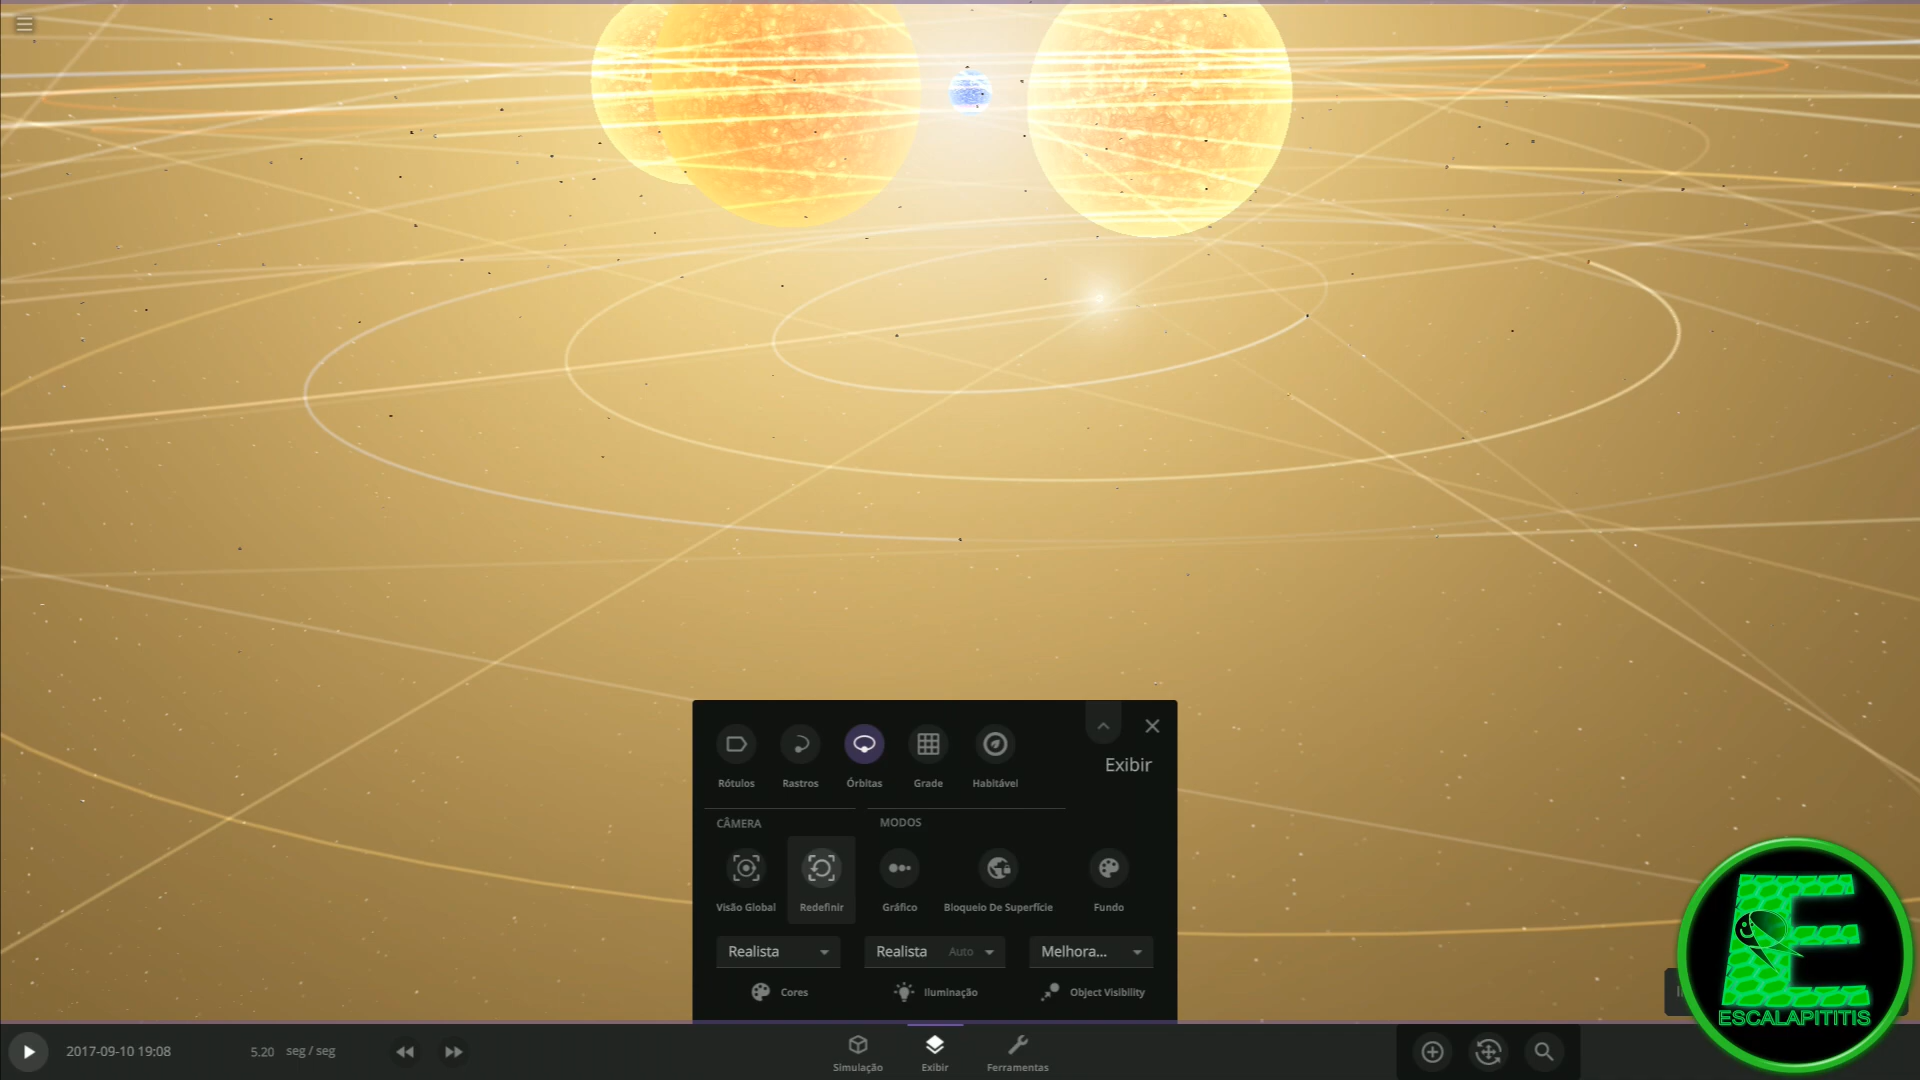 Rótulos
Rastros
Órbitas
Grade
Habitável
Exibir
CÂMERA
MODOS
Visão Global
Redefinir
Gráfico
Bloqueio De Superfície
Fundo
Realista
Realista Auto
Melhora...
Cores
Iluminação
Object Visibility
ESCALAPITITIS
2017-09-10 19:08
5.20 seg / seg
Simulação
Exibir
Ferramentas